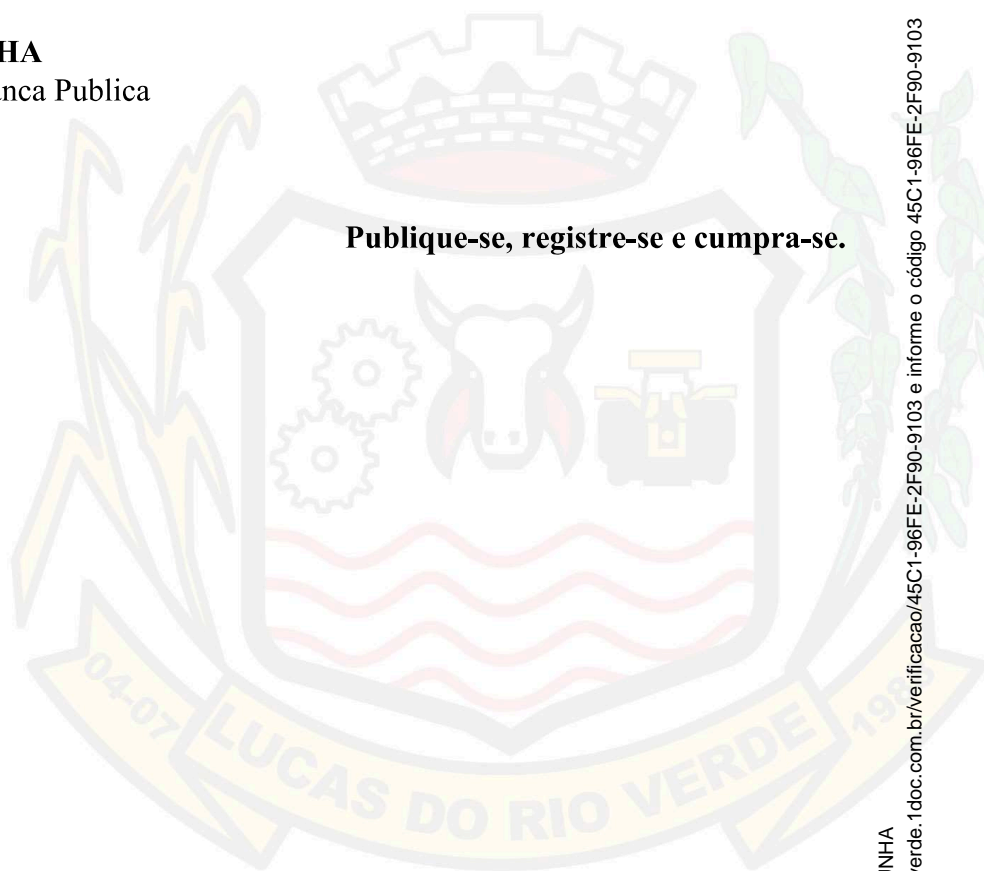 HA
nca Publica
Publique-se, registre-se e cumpra-se.
04-07
LUCAS DO RIO VERDE
NHA
verde.1doc.com.br/verificacao/45C1-96FE-2F90-9103 e informe o código 45C1-96FE-2F90-9103